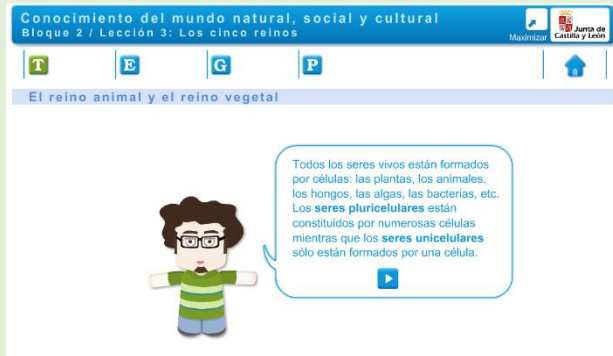 Conocimiento del mundo natural, social y cultural
Bloque 2 / Lección 3: Los cinco reinos
Maximizar
Junta de
Castilla y León
T E G P
El reino animal y el reino vegetal
Todos los seres vivos están formados
por células: las plantas, los animales,
los hongos, las algas, las bacterias, etc.
Los seres pluricelulares están
constituidos por numerosas células
mientras que los seres unicelulares
sólo están formados por una célula.